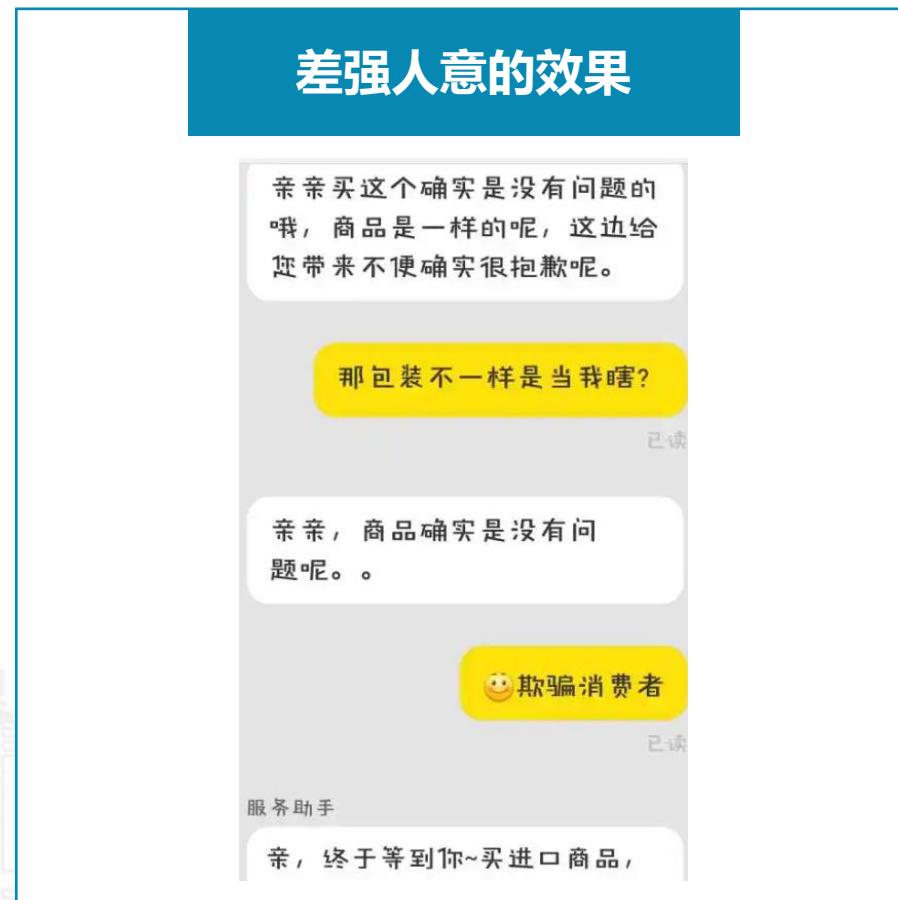 差强人意的效果
亲亲买这个确实是没有问题的
哦，商品是一样的呢，这边给
您带来不便确实很抱歉呢。
那包装不一样是当我瞎?
已读
亲亲，商品确实是没有问
题呢。。
欺骗消费者
已读
服务助手
亲，终于等到你~买进口商品，